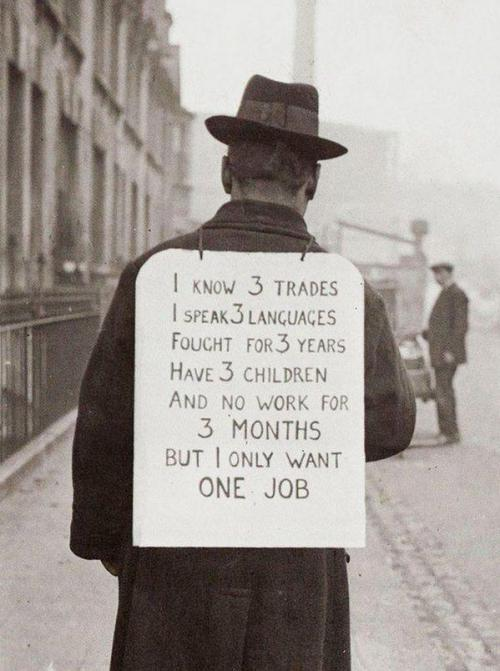 I KNOW 3 TRADES
I SPEAK 3 LANGUAGES
FOUGHT FOR 3 YEARS
HAVE 3 CHILDREN
AND NO WORK FOR
3 MONTHS
BUT I ONLY WANT
ONE JOB